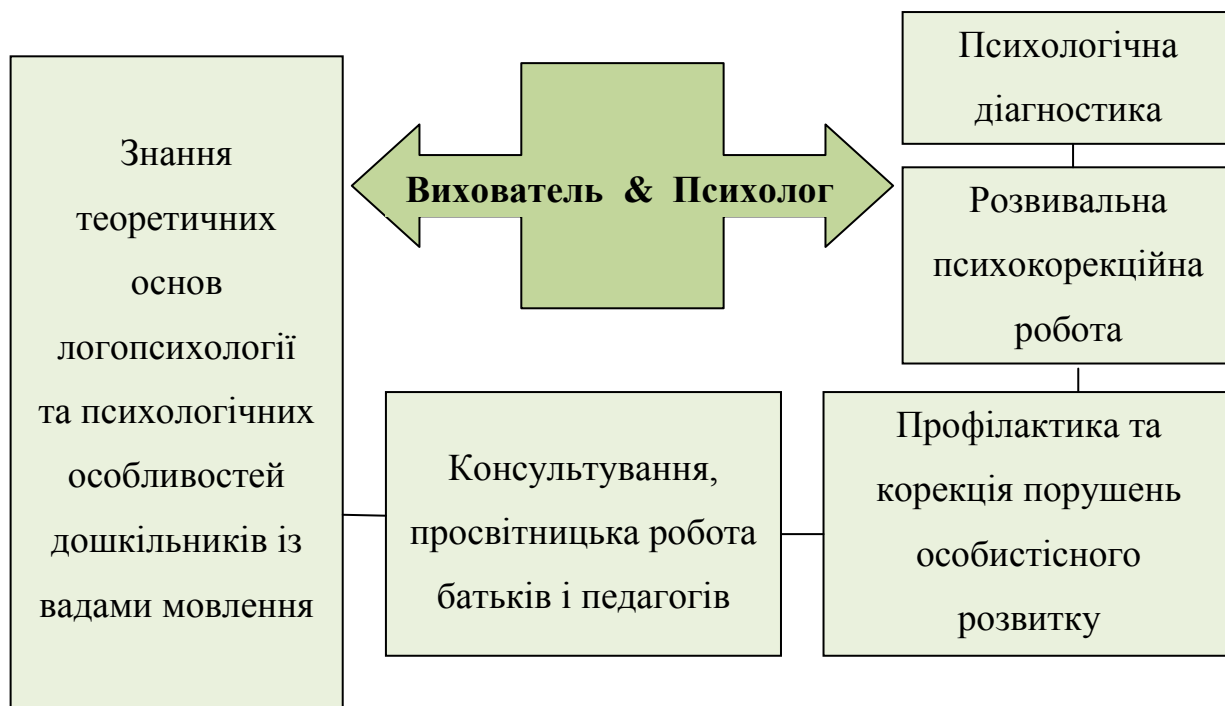 Знання
теоретичних
основ
логопсихології
та психологічних
особливостей
дошкільників із
вадами мовлення
Вихователь & Психолог
Психологічна
діагностика
Розвивальна
психокорекційна
робота
Консультування,
просвітницька робота
батьків і педагогів
Профілактика та
корекція порушень
особистісного
розвитку